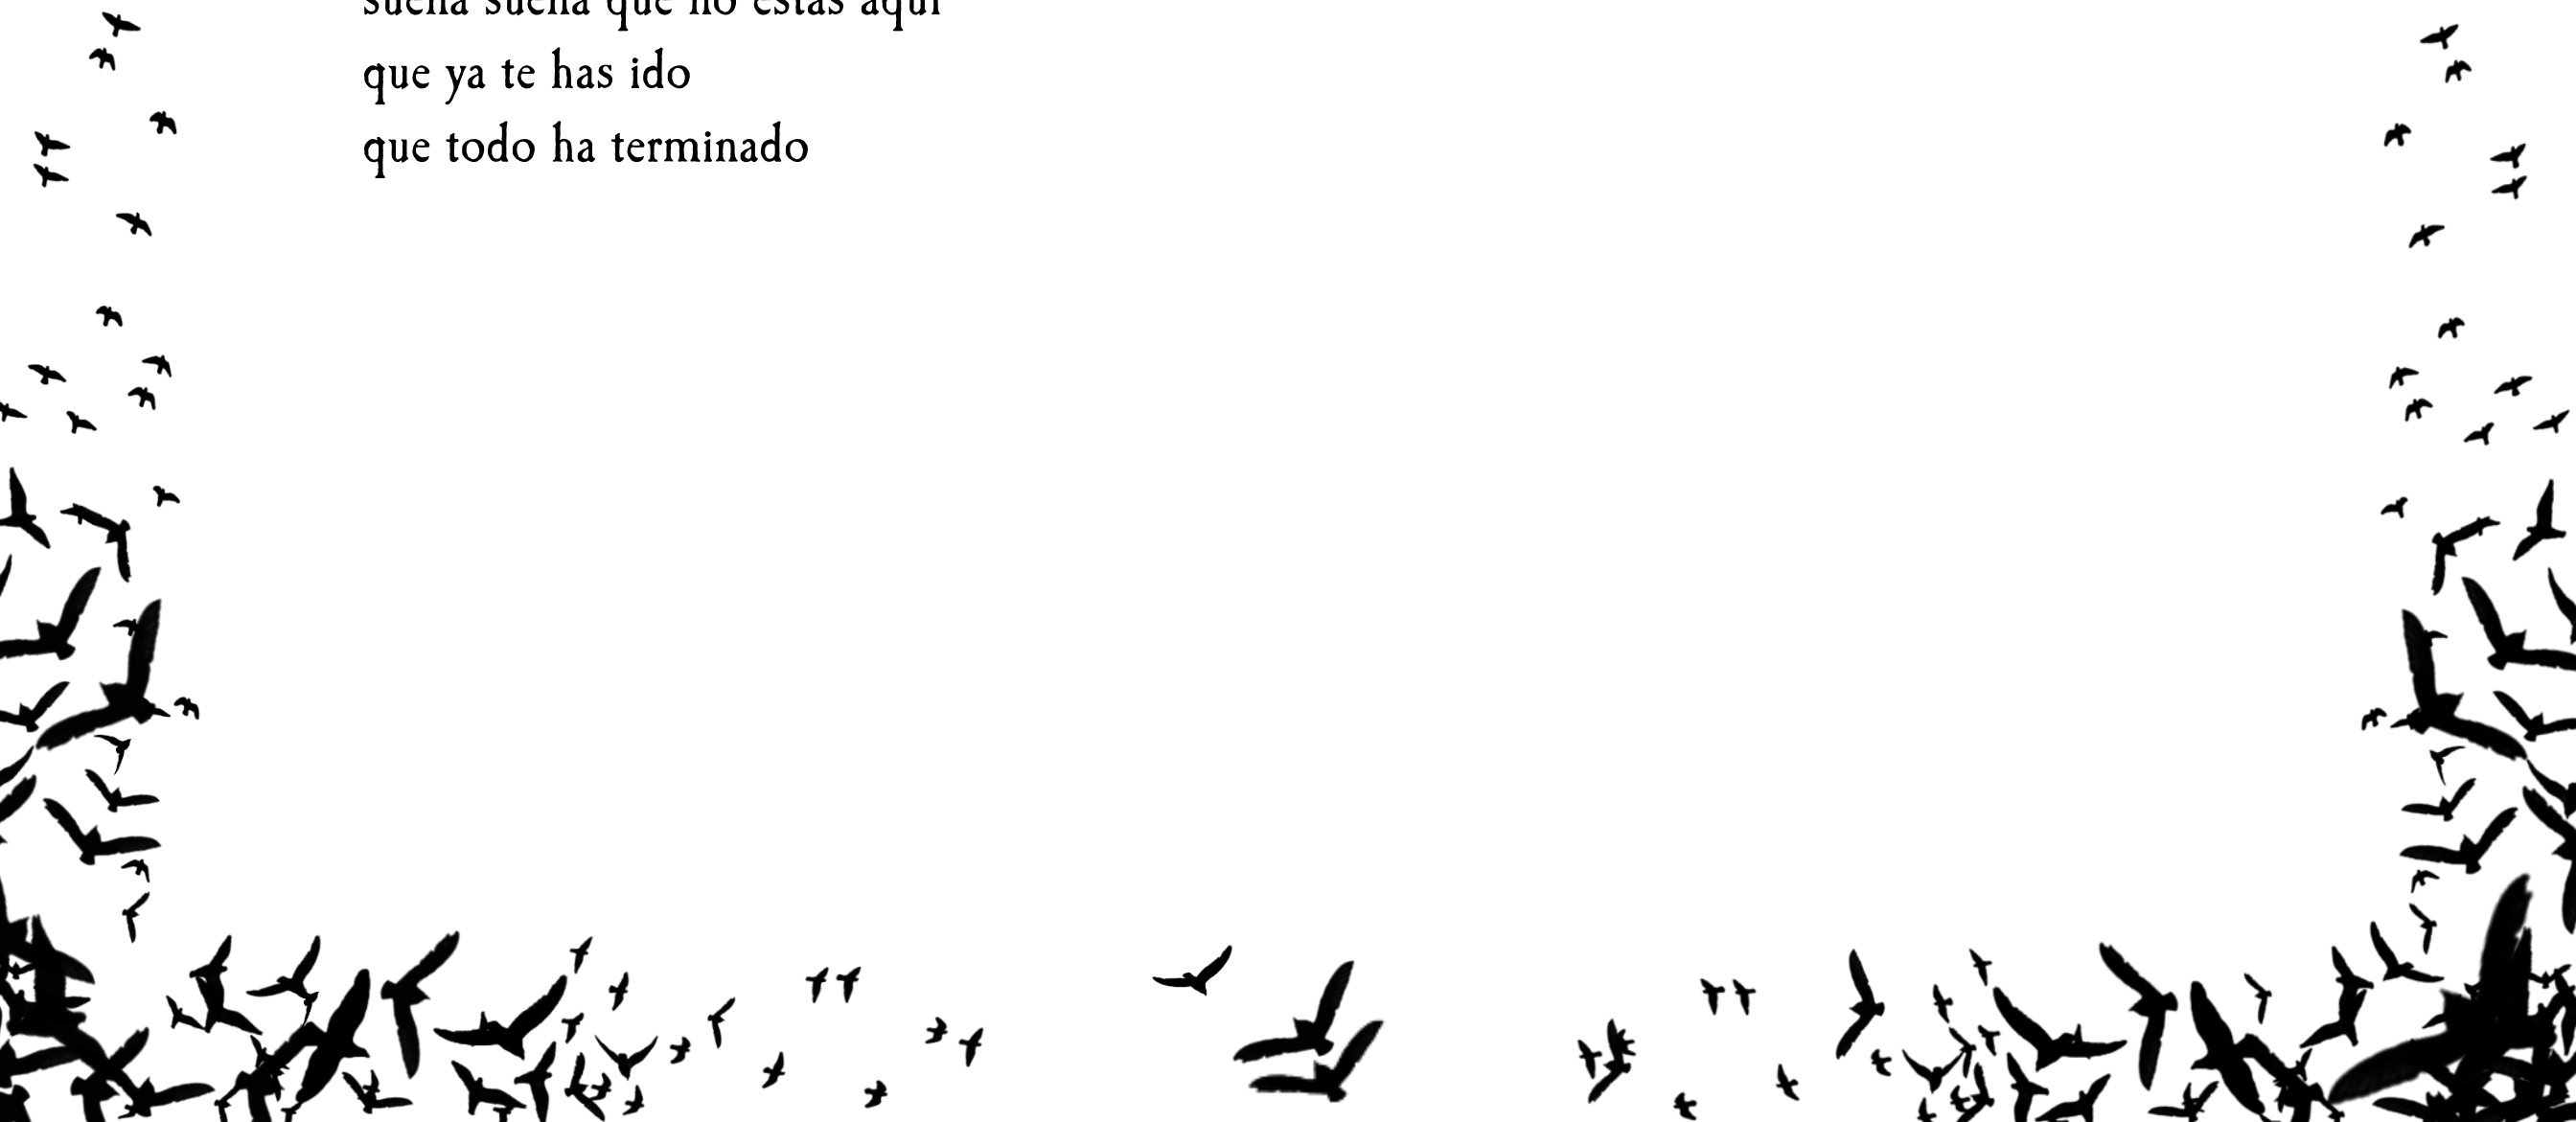 sueña sueña que no estás aquí
que ya te has ido
que todo ha terminado